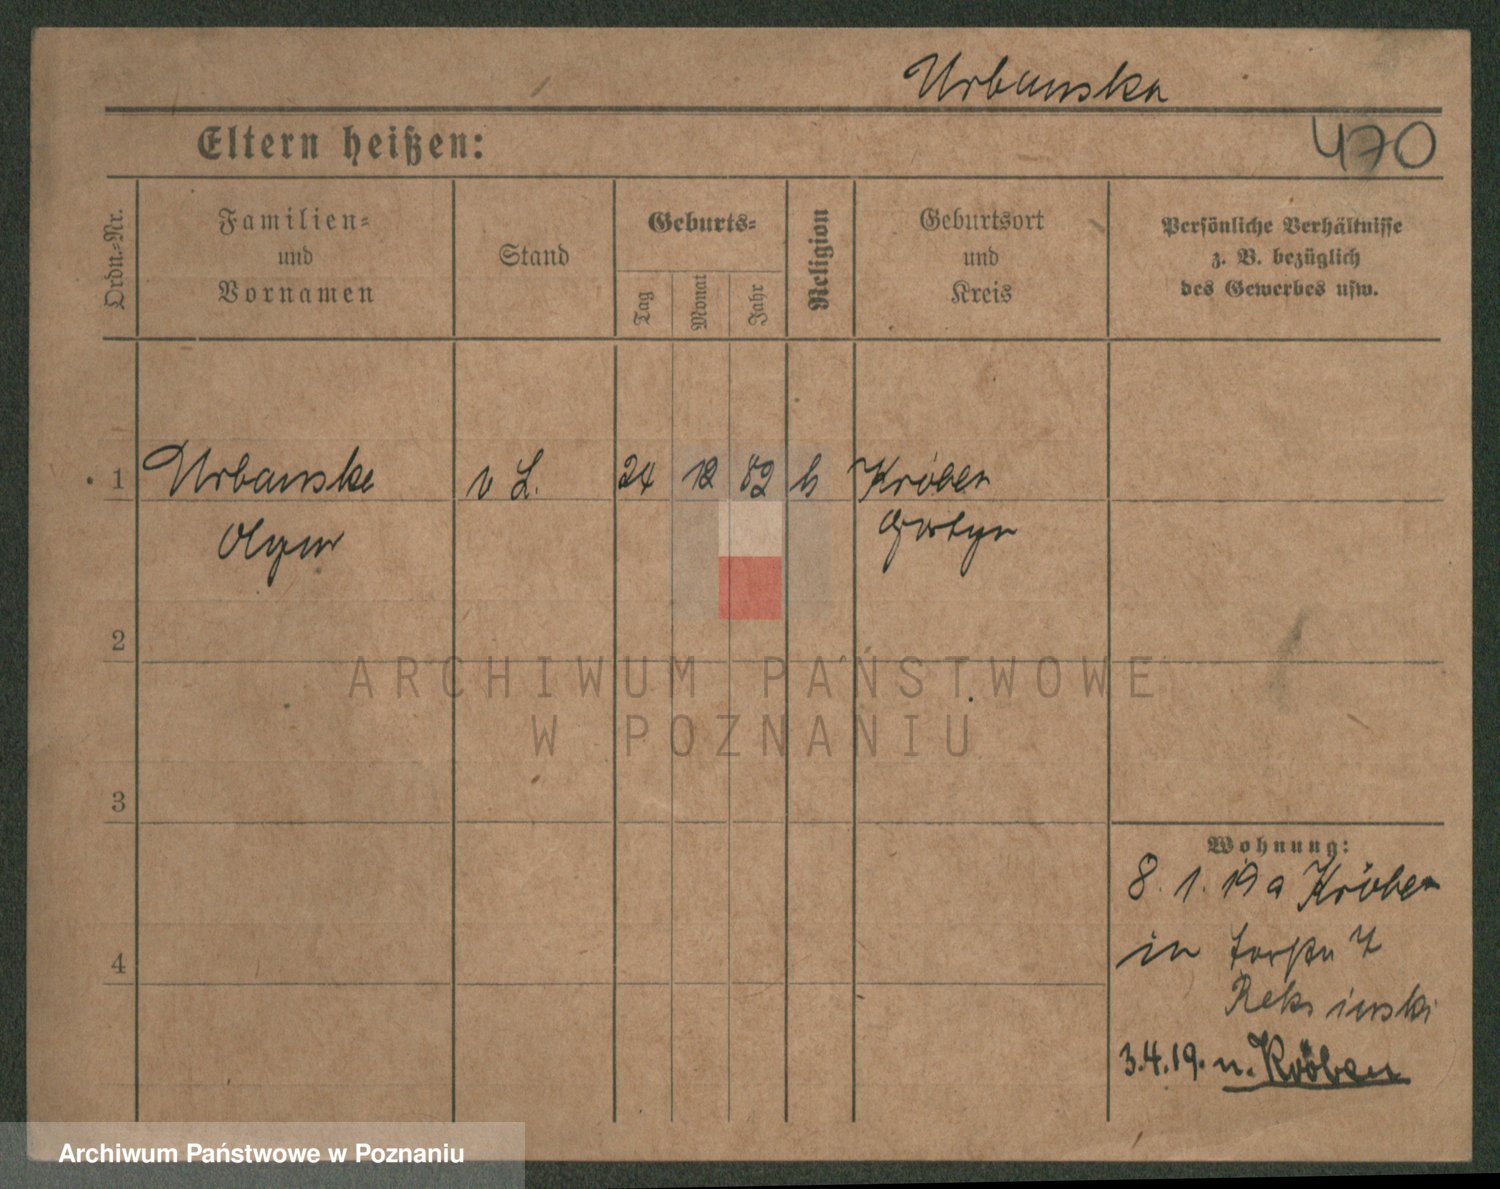 Urbanska
Eltern heißen:
470
Ordn.-Nr.
Familien-
und
Vornamen
Stand
Geburts-
Tag
Monat
Jahr
Religion
Geburtsort
und
Kreis
Persönliche Verhältnisse
z. B. bezüglich
des Gewerbes usw.
1
Urbanska
v L.
24
12
82
k
Kröben
Gostyn
2
ARCHIWUM PAŃSTWOWE
W POZNANIU
3
Wohnung:
8. 1. 19 a Kröben
in
4
3.4.19. n. Kröben
Archiwum Państwowe w Poznaniu